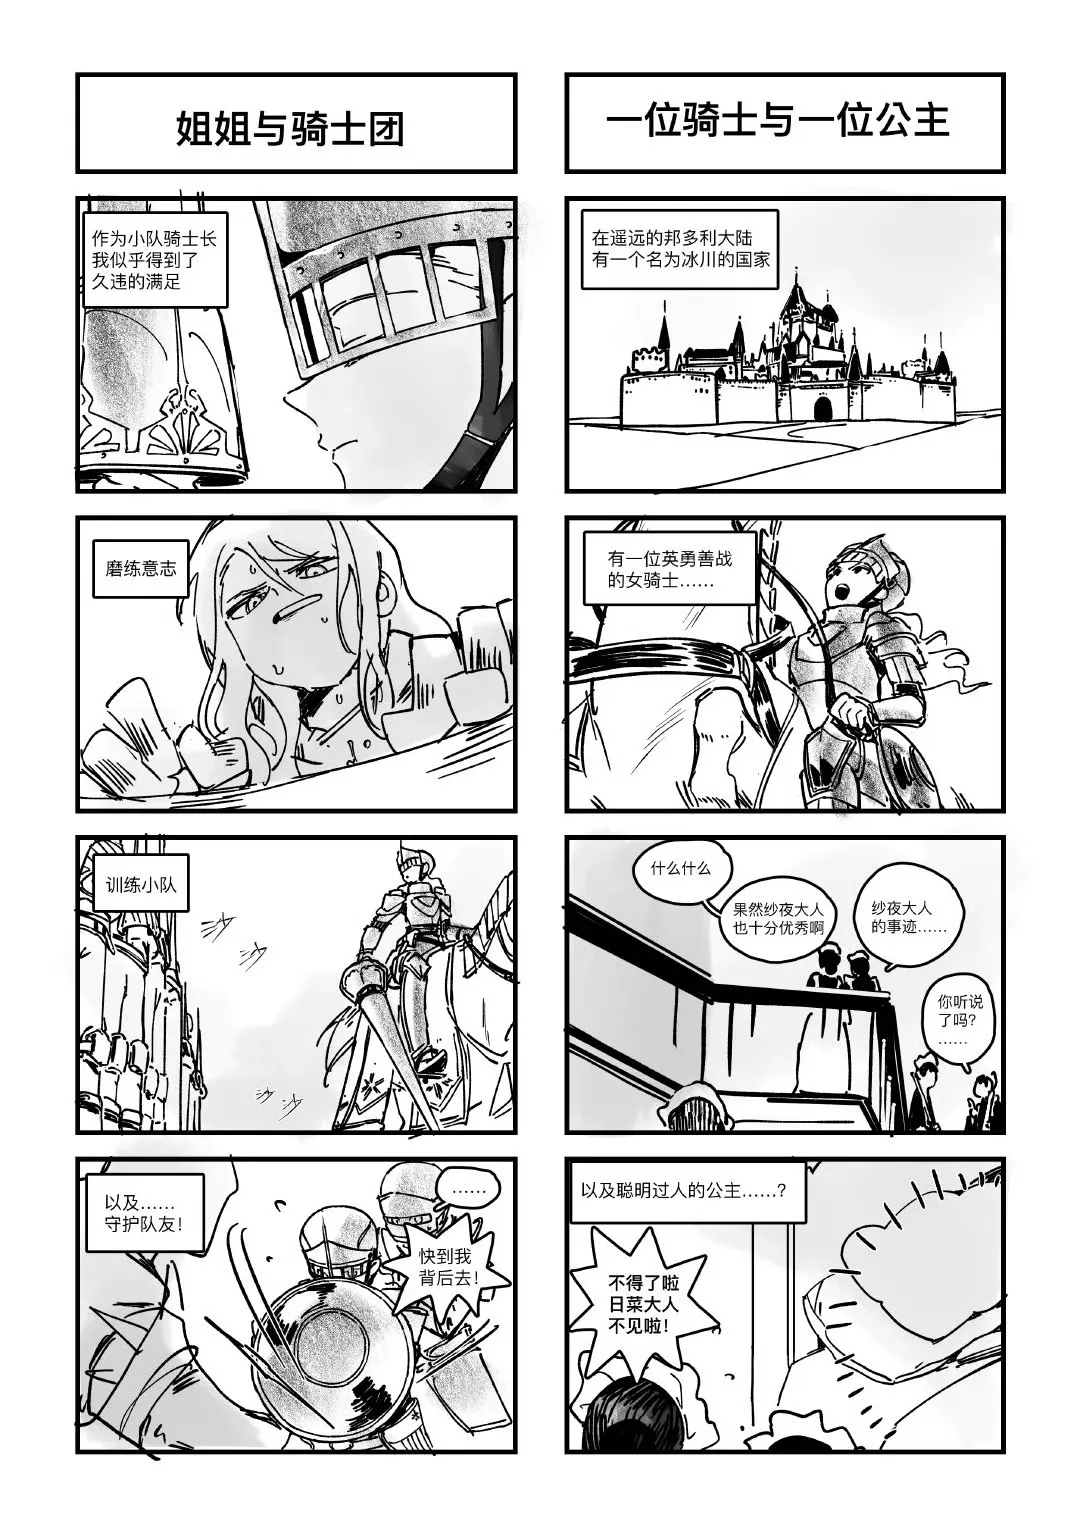 一位骑士与一位公主
在遥远的邦多利大陆
有一个名为冰川的国家
有一位英勇善战
的女骑士……
什么什么
果然纱夜大人
也十分优秀啊
纱夜大人
的事迹……
你听说
了吗?
……
以及聪明过人的公主……?
不得了啦
日菜大人
不见啦!
姐姐与骑士团
作为小队骑士长
我似乎得到了
久违的满足
磨练意志
训练小队
沙
沙
沙
沙
以及……
守护队友!
……
快到我
背后去!